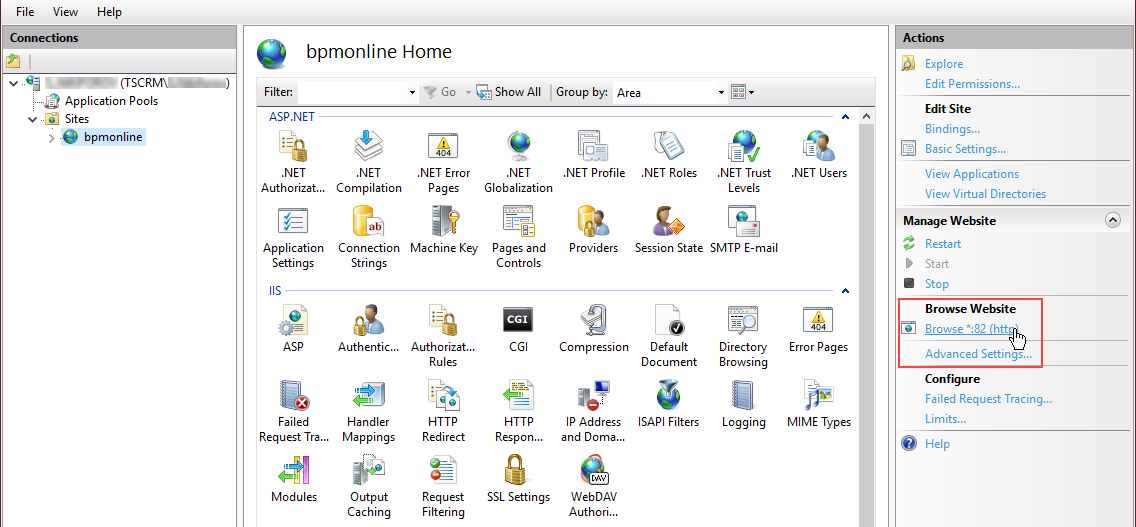 File View Help
Connections
(TSCRM\
Application Pools
Sites
bpmonline
bpmonline Home
Filter: Go Show All Group by: Area
ASP.NET
.NET Authorizat...
.NET Compilation
.NET Error Pages
.NET Globalization
.NET Profile
.NET Roles
.NET Trust Levels
.NET Users
Application Settings
Connection Strings
Machine Key
Pages and Controls
Providers
Session State
SMTP E-mail
IIS
ASP
Authentic...
Authorizat... Rules
CGI
Compression
Default Document
Directory Browsing
Error Pages
Failed Request Tra...
Handler Mappings
HTTP Redirect
HTTP Respon...
IP Address and Doma...
ISAPI Filters
Logging
MIME Types
Modules
Output Caching
Request Filtering
SSL Settings
WebDAV Authori...
Actions
Explore
Edit Permissions...
Edit Site
Bindings...
Basic Settings...
View Applications
View Virtual Directories
Manage Website
Restart
Start
Stop
Browse Website
Browse *:82 (http)
Advanced Settings...
Configure
Failed Request Tracing...
Limits...
Help